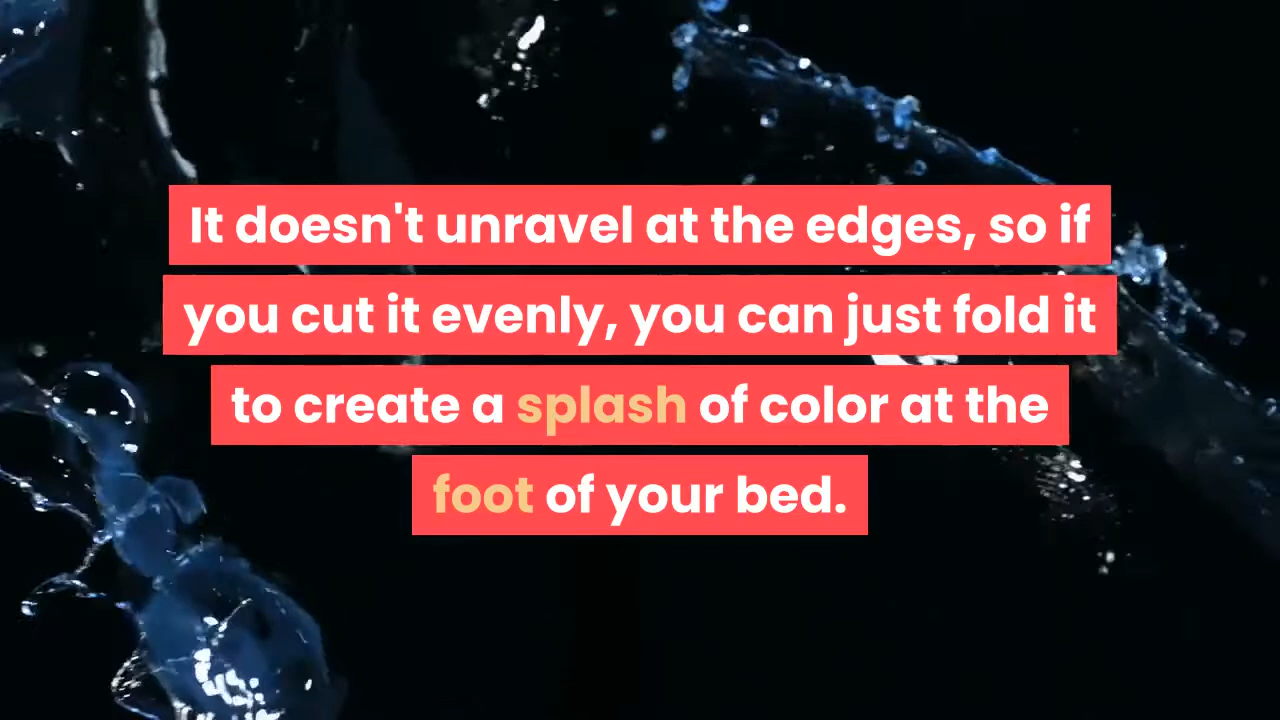 It doesn't unravel at the edges, so if
you cut it evenly, you can just fold it
to create a splash of color at the
foot of your bed.